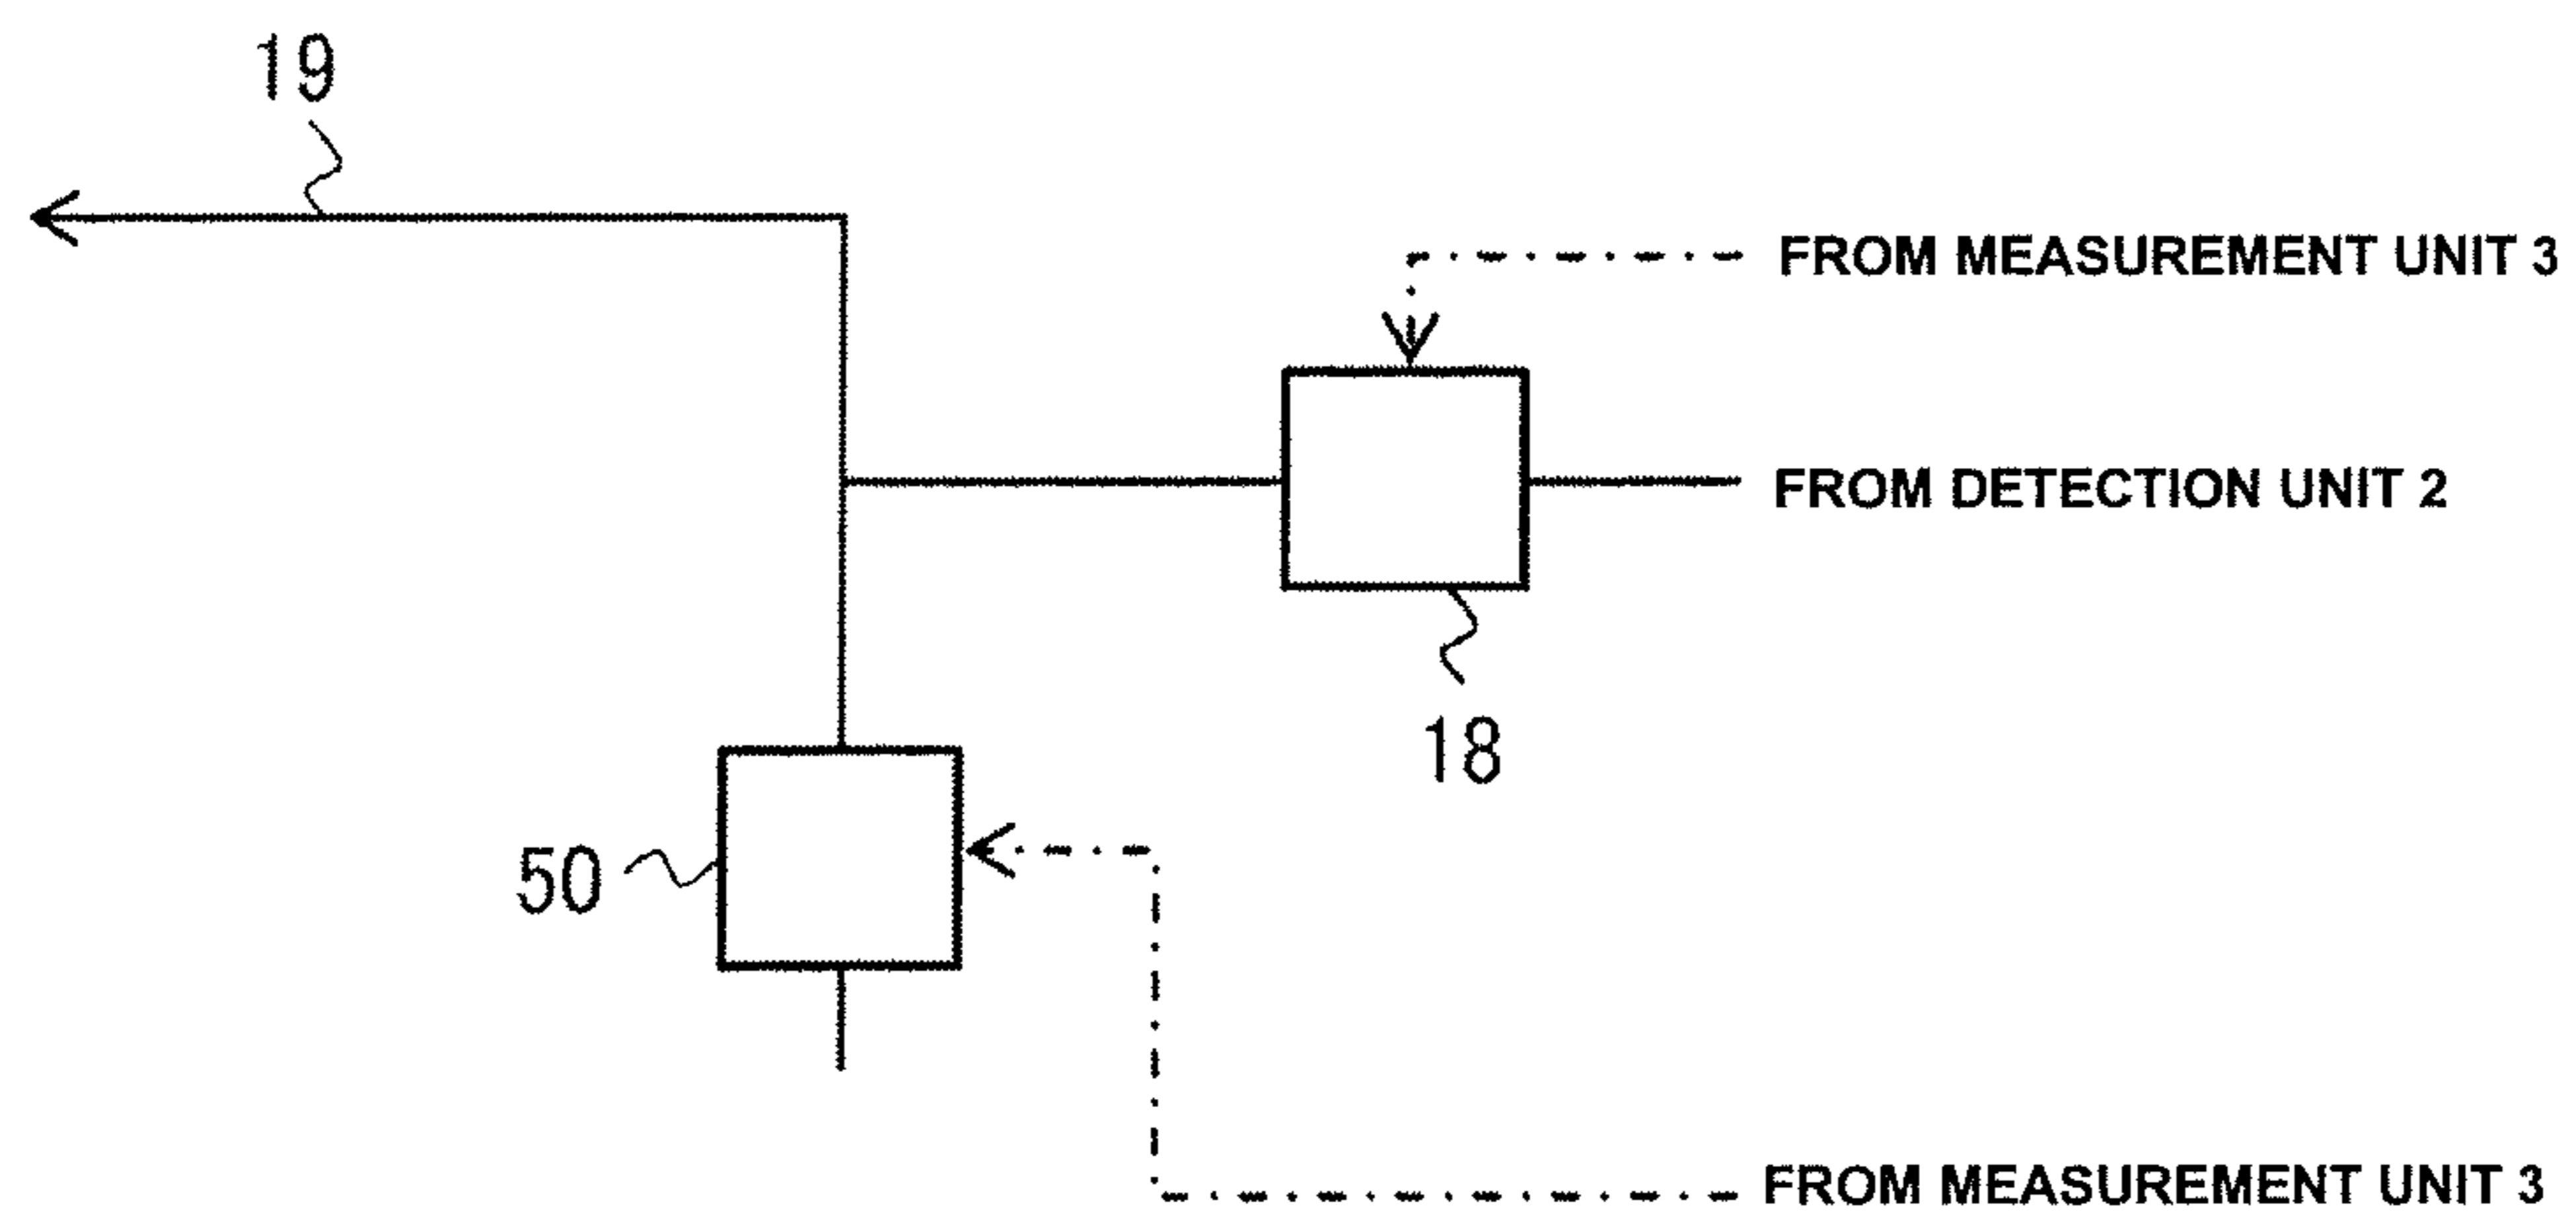 19
FROM MEASUREMENT UNIT 3
FROM DETECTION UNIT 2
18
50
FROM MEASUREMENT UNIT 3